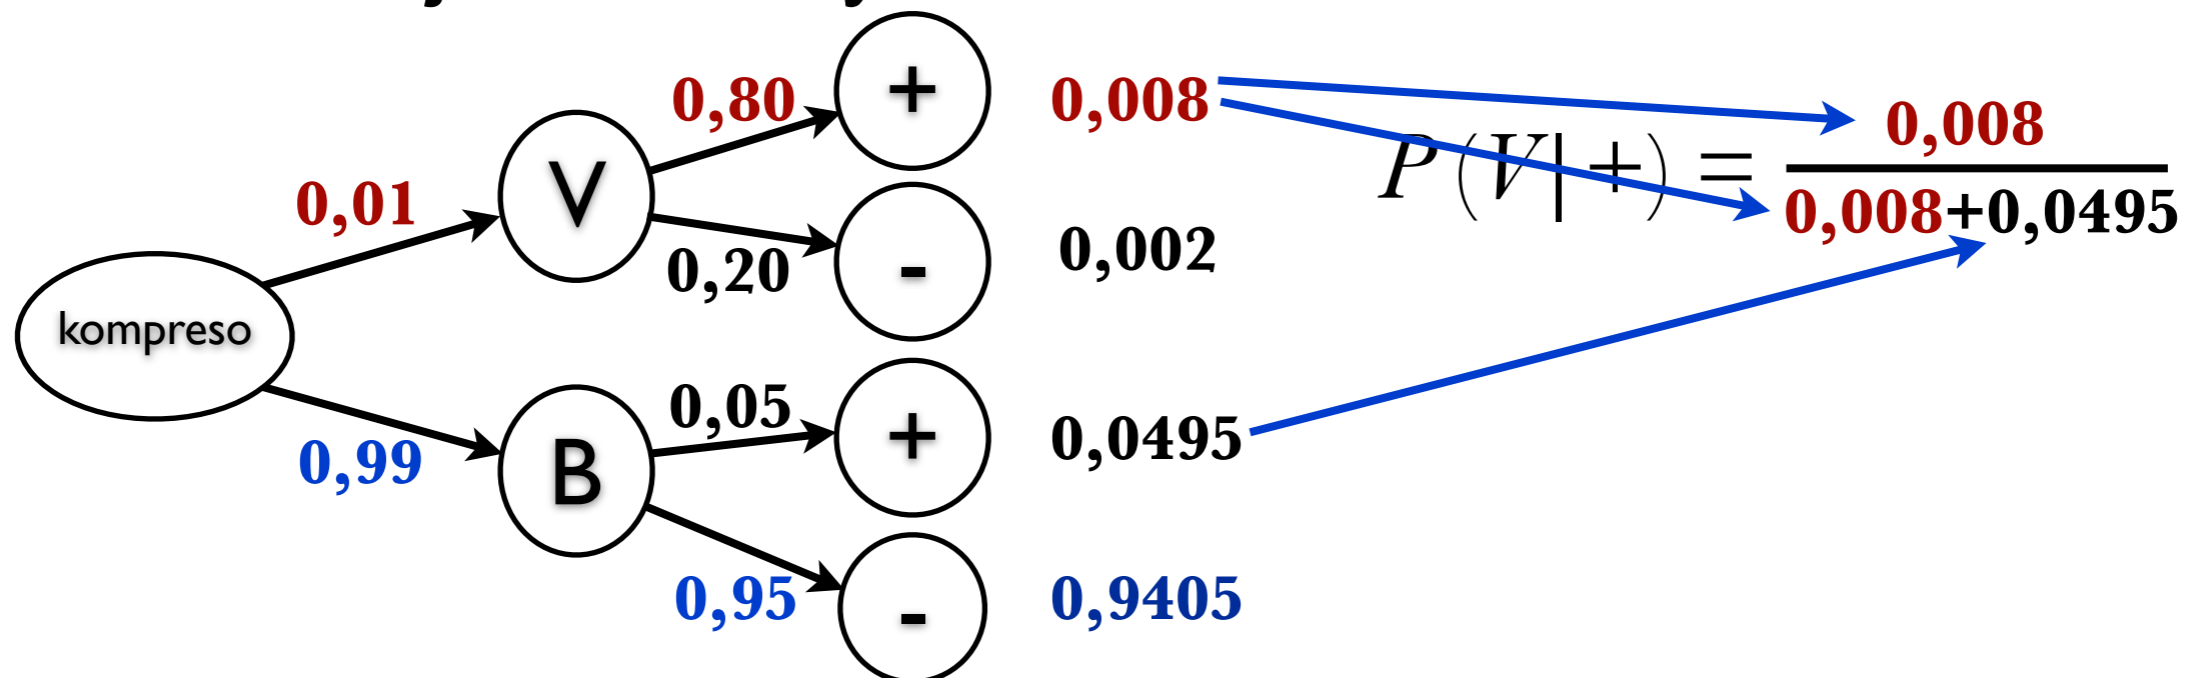 0,80 + 0,008 0,008
P(V|+) =
0,01 V 0,008+0,0495
0,20 - 0,002
kompreso
0,05 + 0,0495
0,99 B
0,95 - 0,9405